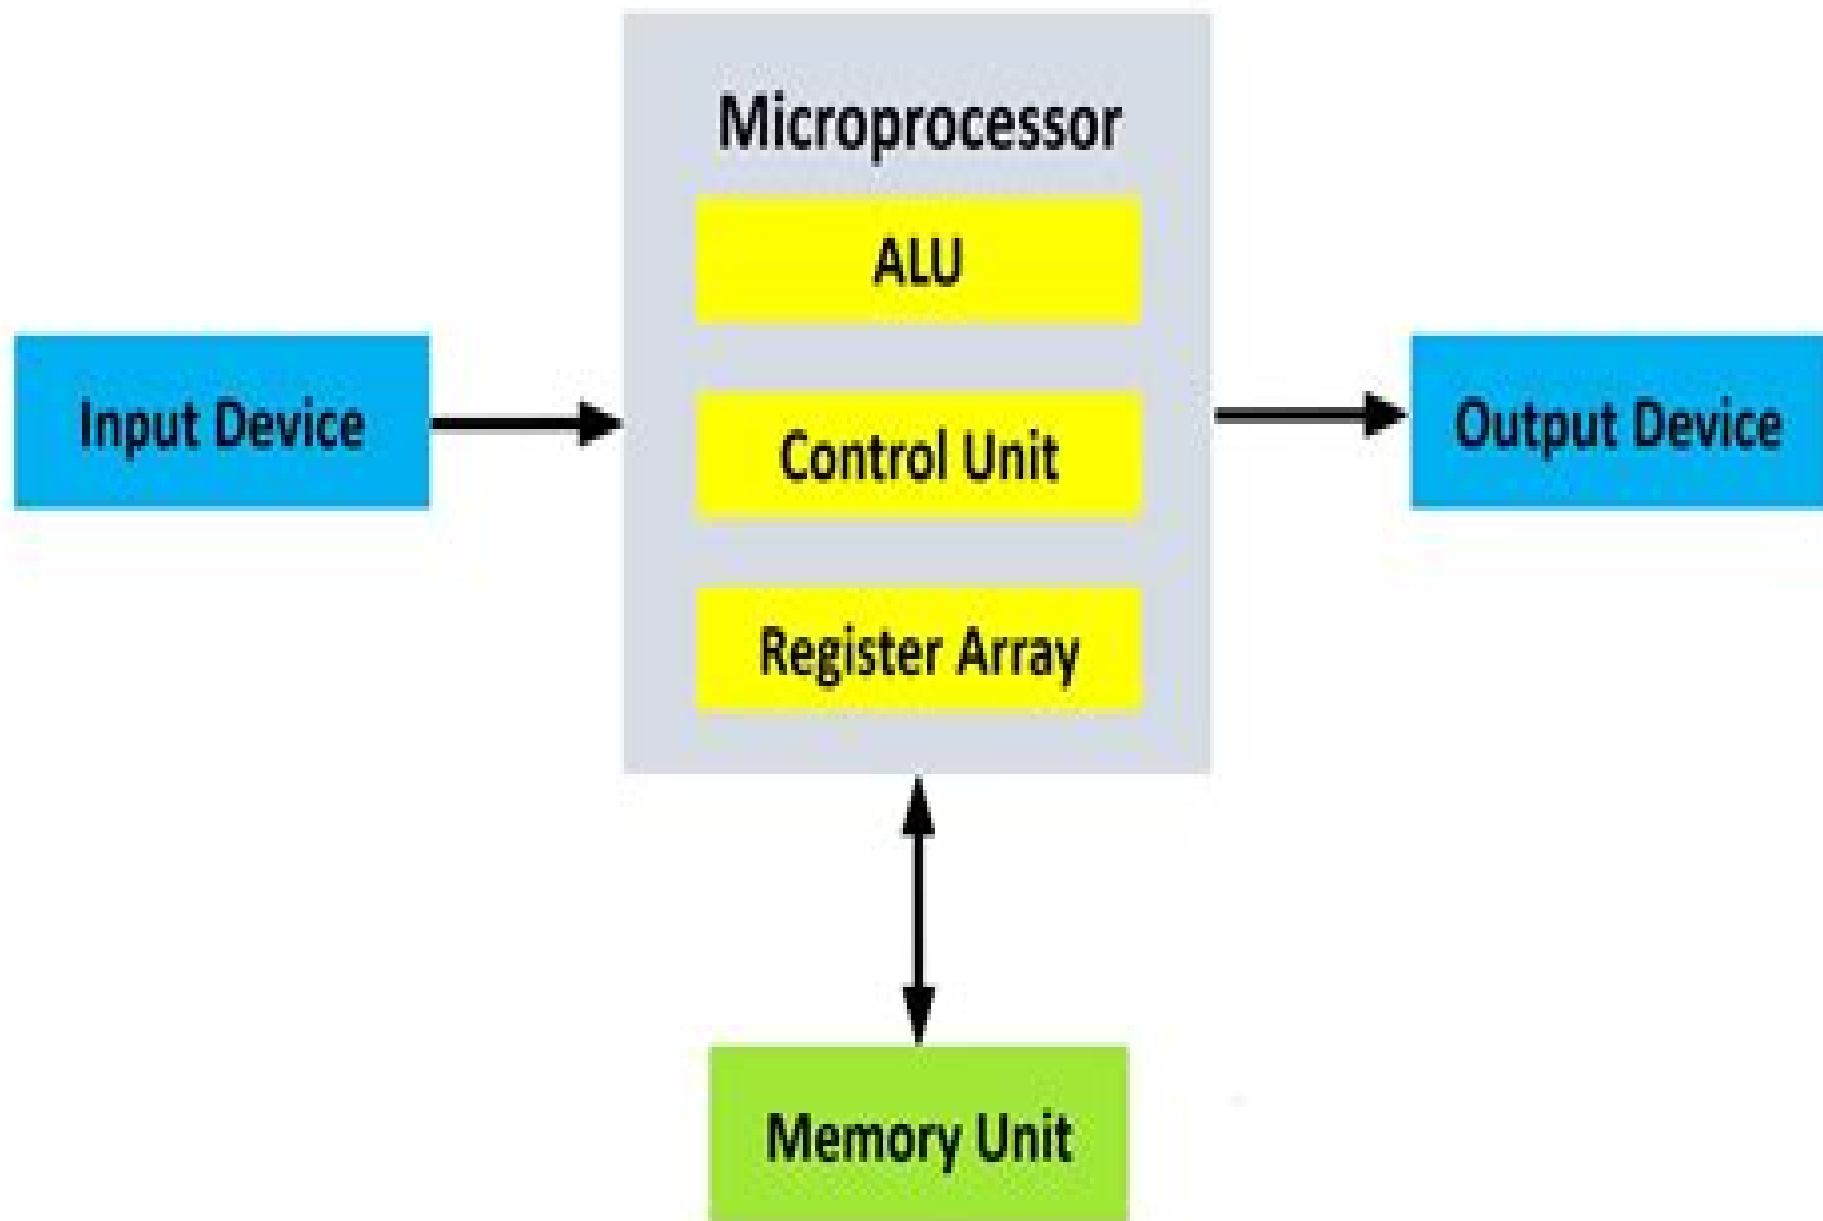 Microprocessor
ALU
Input Device
Control Unit
Output Device
Register Array
Memory Unit